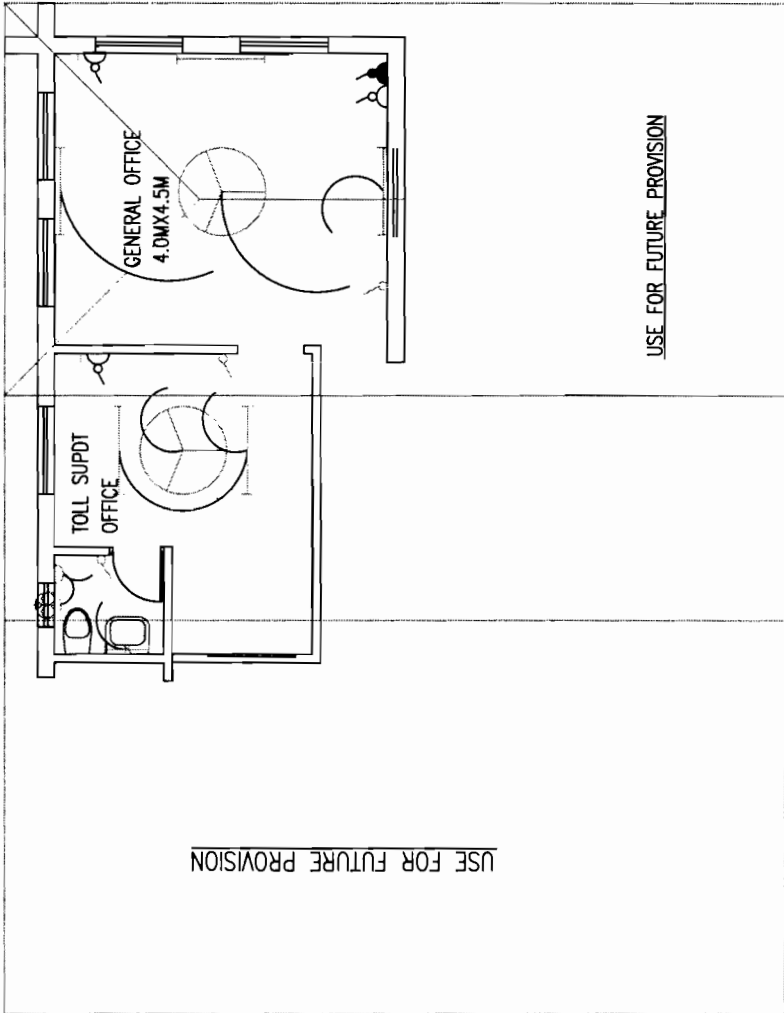 GENERAL OFFICE
4.0MX4.5M
TOLL SUPDT
OFFICE
USE FOR FUTURE PROVISION
USE FOR FUTURE PROVISION